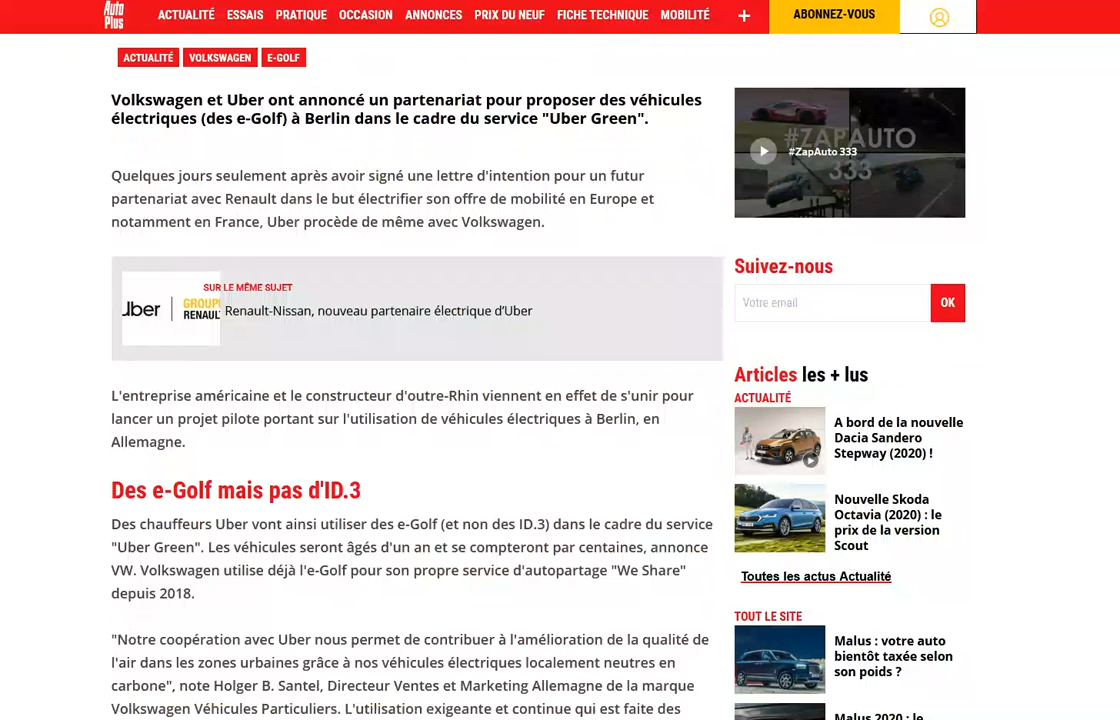 Auto Plus
ACTUALITÉ ESSAIS PRATIQUE OCCASION ANNONCES PRIX DU NEUF FICHE TECHNIQUE MOBILITÉ + ABONNEZ-VOUS
ACTUALITÉ VOLKSWAGEN E-GOLF
Volkswagen et Uber ont annoncé un partenariat pour proposer des véhicules
électriques (des e-Golf) à Berlin dans le cadre du service "Uber Green".
Quelques jours seulement après avoir signé une lettre d'intention pour un futur
partenariat avec Renault dans le but électrifier son offre de mobilité en Europe et
notamment en France, Uber procède de même avec Volkswagen.
SUR LE MÊME SUJET
Uber | GROUPE RENAULT
Renault-Nissan, nouveau partenaire électrique d’Uber
L'entreprise américaine et le constructeur d'outre-Rhin viennent en effet de s'unir pour
lancer un projet pilote portant sur l'utilisation de véhicules électriques à Berlin, en
Allemagne.
Des e-Golf mais pas d'ID.3
Des chauffeurs Uber vont ainsi utiliser des e-Golf (et non des ID.3) dans le cadre du service
"Uber Green". Les véhicules seront âgés d'un an et se compteront par centaines, annonce
VW. Volkswagen utilise déjà l'e-Golf pour son propre service d'autopartage "We Share"
depuis 2018.
"Notre coopération avec Uber nous permet de contribuer à l'amélioration de la qualité de
l'air dans les zones urbaines grâce à nos véhicules électriques localement neutres en
carbone", note Holger B. Santel, Directeur Ventes et Marketing Allemagne de la marque
Volkswagen Véhicules Particuliers. L'utilisation exigeante et continue qui est faite des
#ZAPAUTO
#ZapAuto 333
333
Suivez-nous
Votre email OK
Articles les + lus
ACTUALITÉ
A bord de la nouvelle
Dacia Sandero
Stepway (2020) !
Nouvelle Skoda
Octavia (2020) : le
prix de la version
Scout
Toutes les actus Actualité
TOUT LE SITE
Malus : votre auto
bientôt taxée selon
son poids ?
Malus 2020 : le